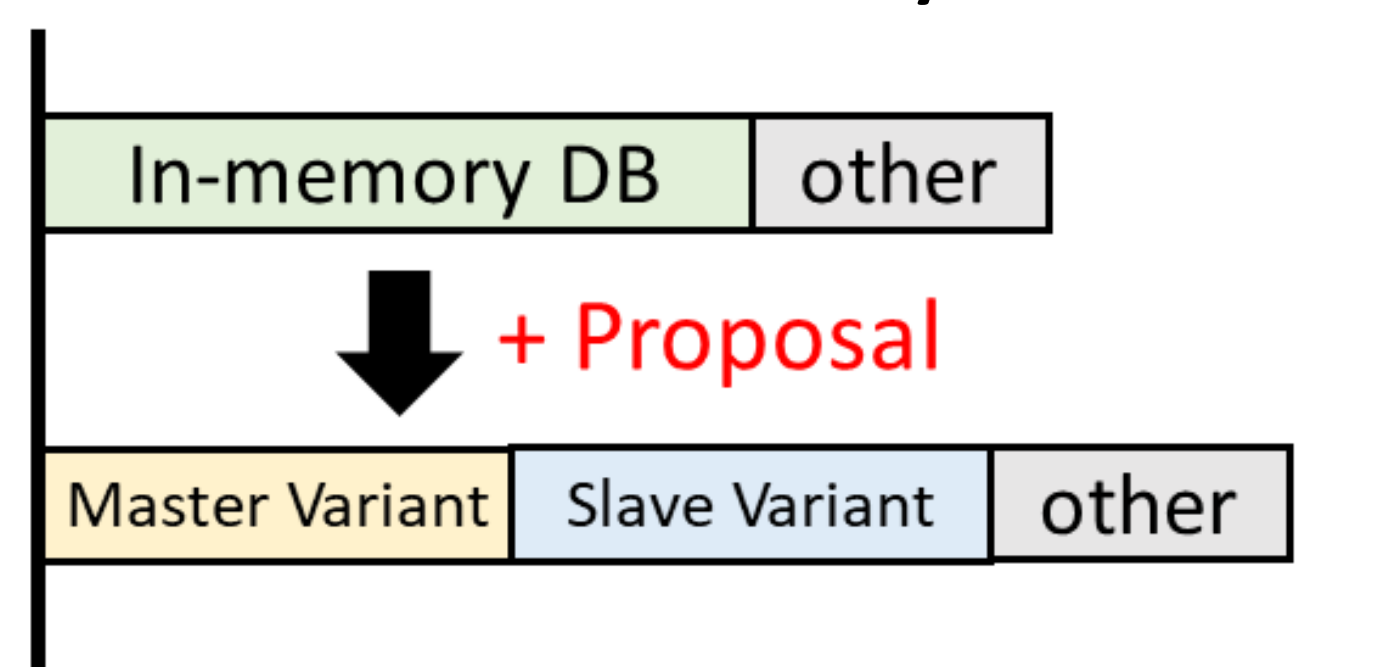 In-memory DB other
+ Proposal
Master Variant Slave Variant other